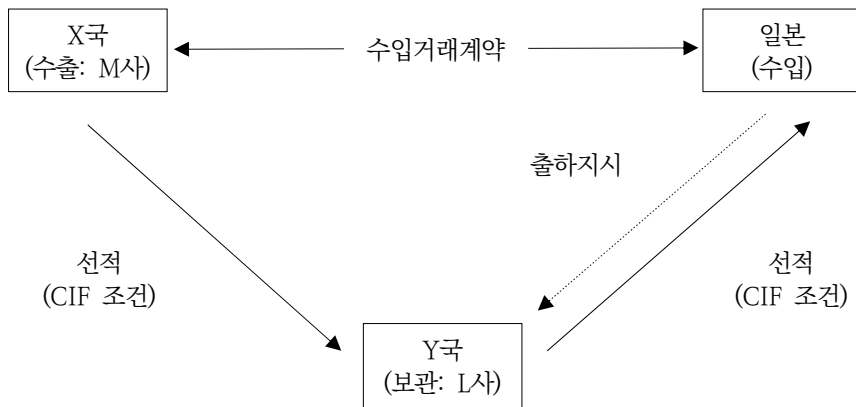 X국
(수출: M사)
수입거래계약
일본
(수입)
출하지시
선적
(CIF 조건)
선적
(CIF 조건)
Y국
(보관: L사)